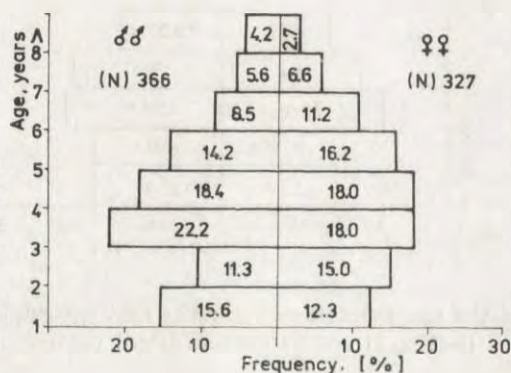 Age, years
♂♂
(N) 366
♀♀
(N) 327
>
8 4.2 2.7
7 5.6 6.6
6 8.5 11.2
5 14.2 16.2
4 18.4 18.0
3 22,2 18.0
2 11.3 15.0
1 15.6 12.3
20 10 10 20 30
Frequency. [%]